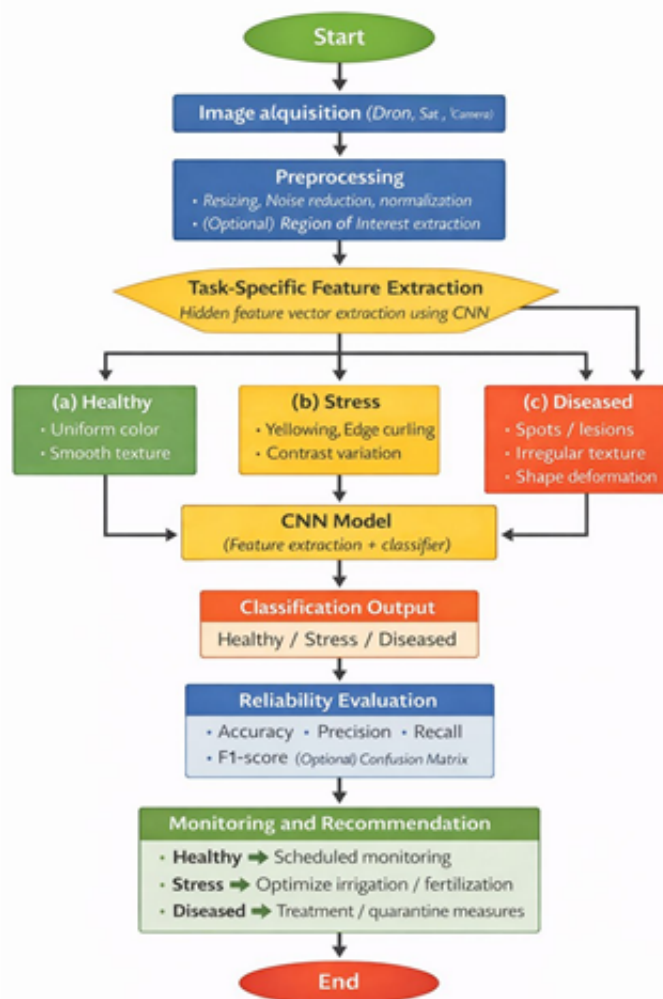 Start
Image alquisition (Dron, Sat , 'Camera)
Preprocessing
• Resizing, Noise reduction, normalization
• (Optional) Region of Interest extraction
Task-Specific Feature Extraction
Hidden feature vector extraction using CNN
(a) Healthy
• Uniform color
• Smooth texture
(b) Stress
• Yellowing, Edge curling
• Contrast variation
(c) Diseased
• Spots / lesions
• Irregular texture
• Shape deformation
CNN Model
(Feature extraction + classifier)
Classification Output
Healthy / Stress / Diseased
Reliability Evaluation
• Accuracy • Precision • Recall
• F1-score (Optional) Confusion Matrix
Monitoring and Recommendation
• Healthy ➡ Scheduled monitoring
• Stress ➡ Optimize irrigation / fertilization
• Diseased ➡ Treatment / quarantine measures
End